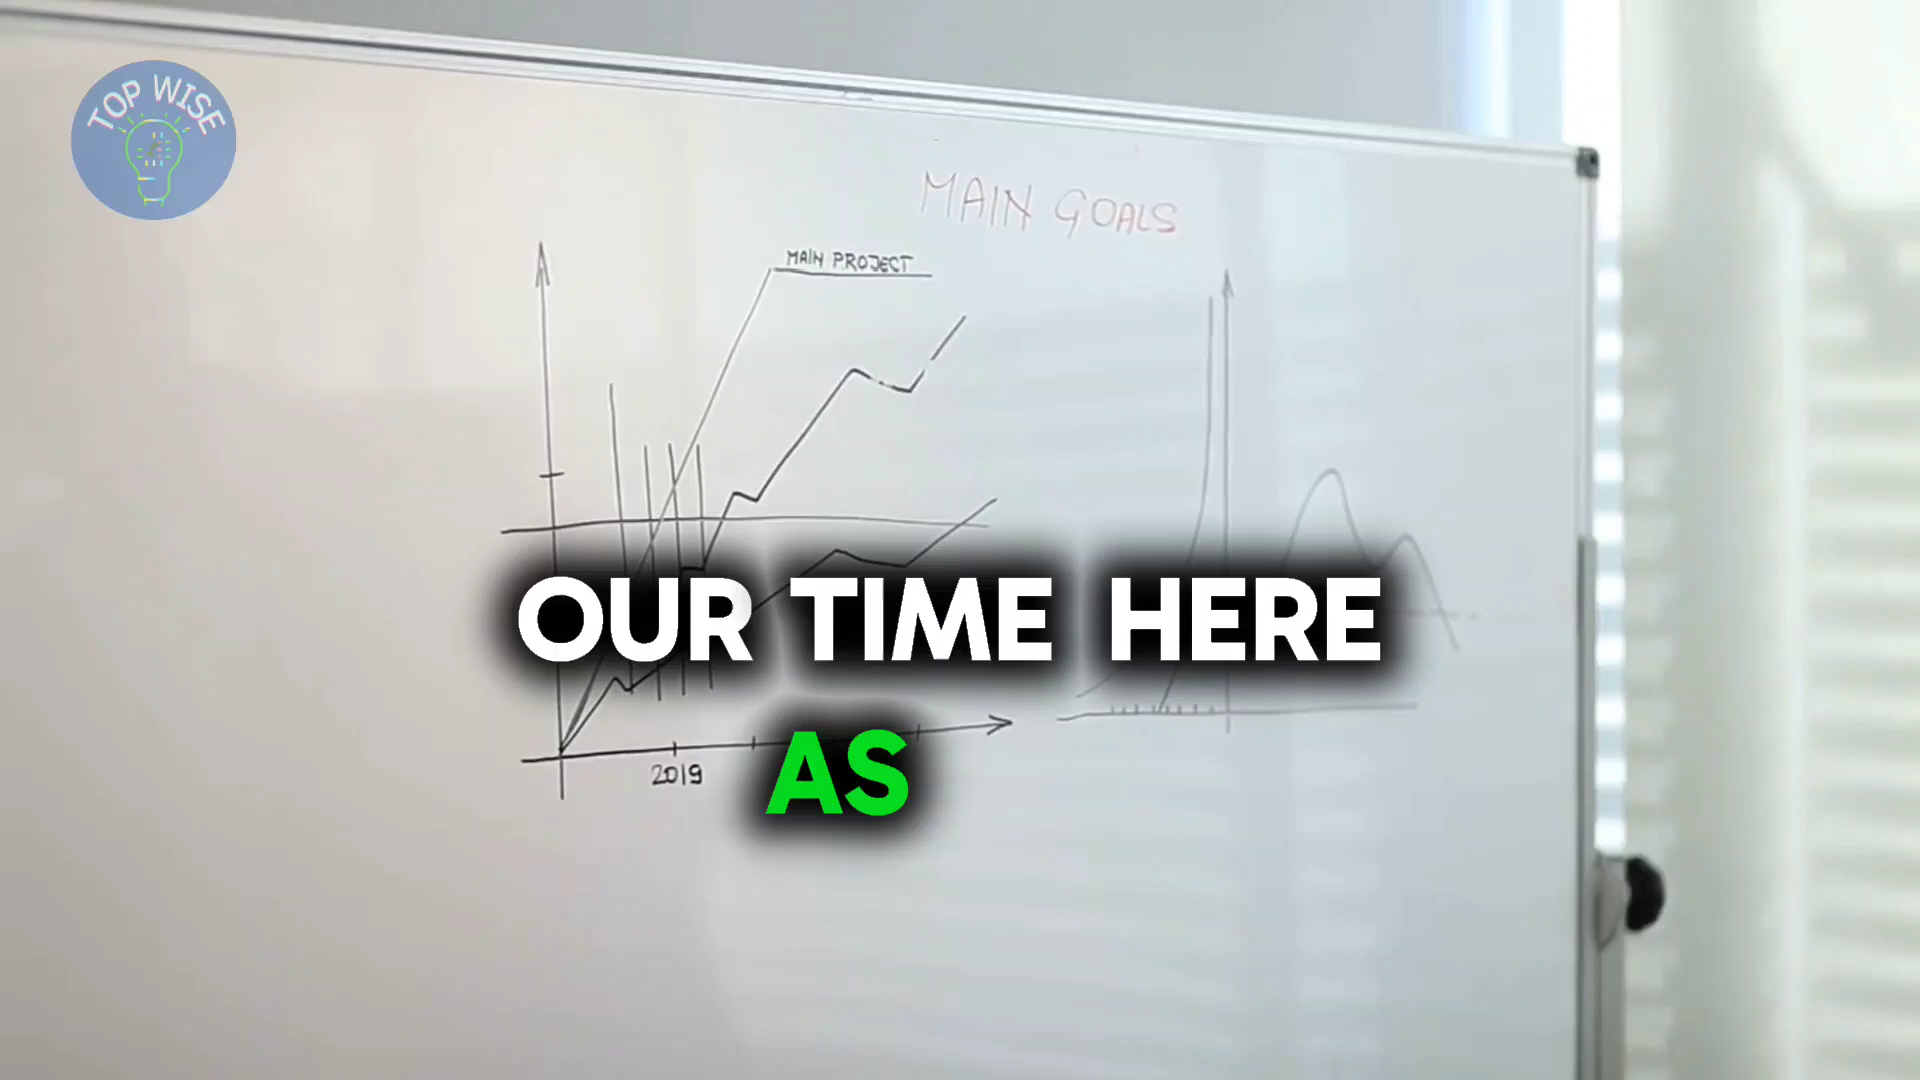 TOP WISE
MAIN GOALS
MAIN PROJECT
OUR TIME HERE
AS
2019